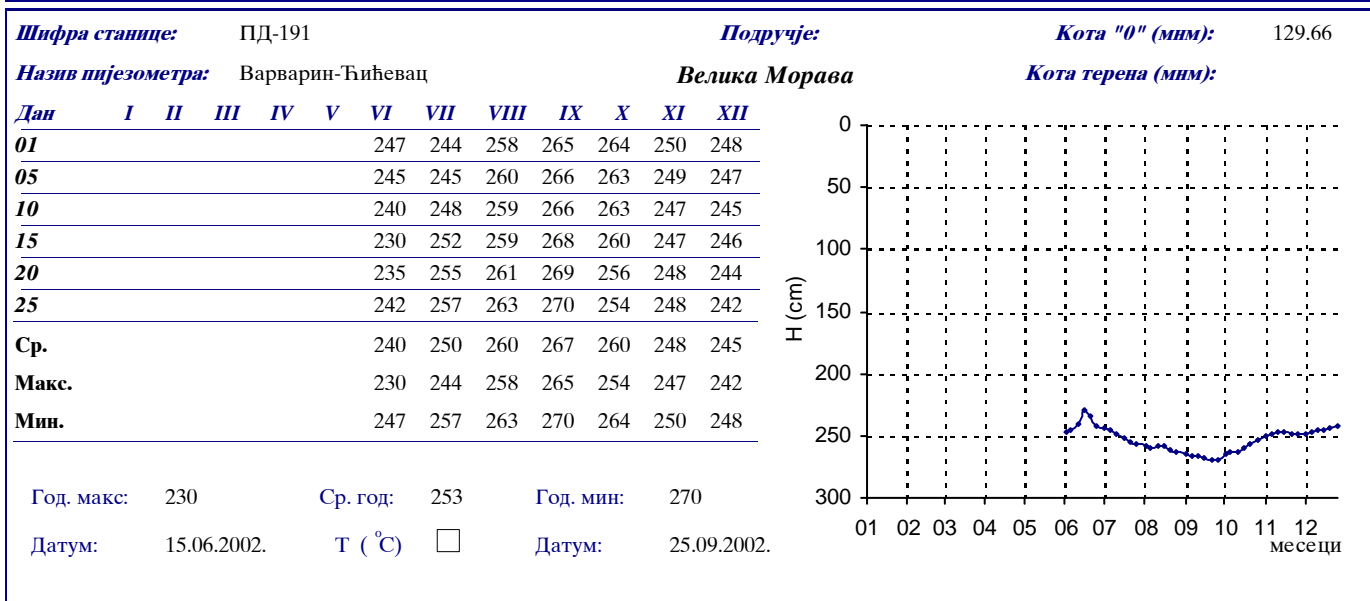 Шифра станице: ПД-191 Подручје: Кота "0" (мнм): 129.66
Назив пијезометра: Варварин-Ћићевац Велика Морава Кота терена (мнм):
Дан I II III IV V VI VII VIII IX X XI XII
01 247 244 258 265 264 250 248
05 245 245 260 266 263 249 247
10 240 248 259 266 263 247 245
15 230 252 259 268 260 247 246
20 235 255 261 269 256 248 244
25 242 257 263 270 254 248 242
Ср. 240 250 260 267 260 248 245
Макс. 230 244 258 265 254 247 242
Мин. 247 257 263 270 264 250 248
Год. макс: 230 Ср. год: 253 Год. мин: 270
Датум: 15.06.2002. T ( °C) Датум: 25.09.2002.
H (cm)
0
50
100
150
200
250
300
01 02 03 04 05 06 07 08 09 10 11 12
месеци